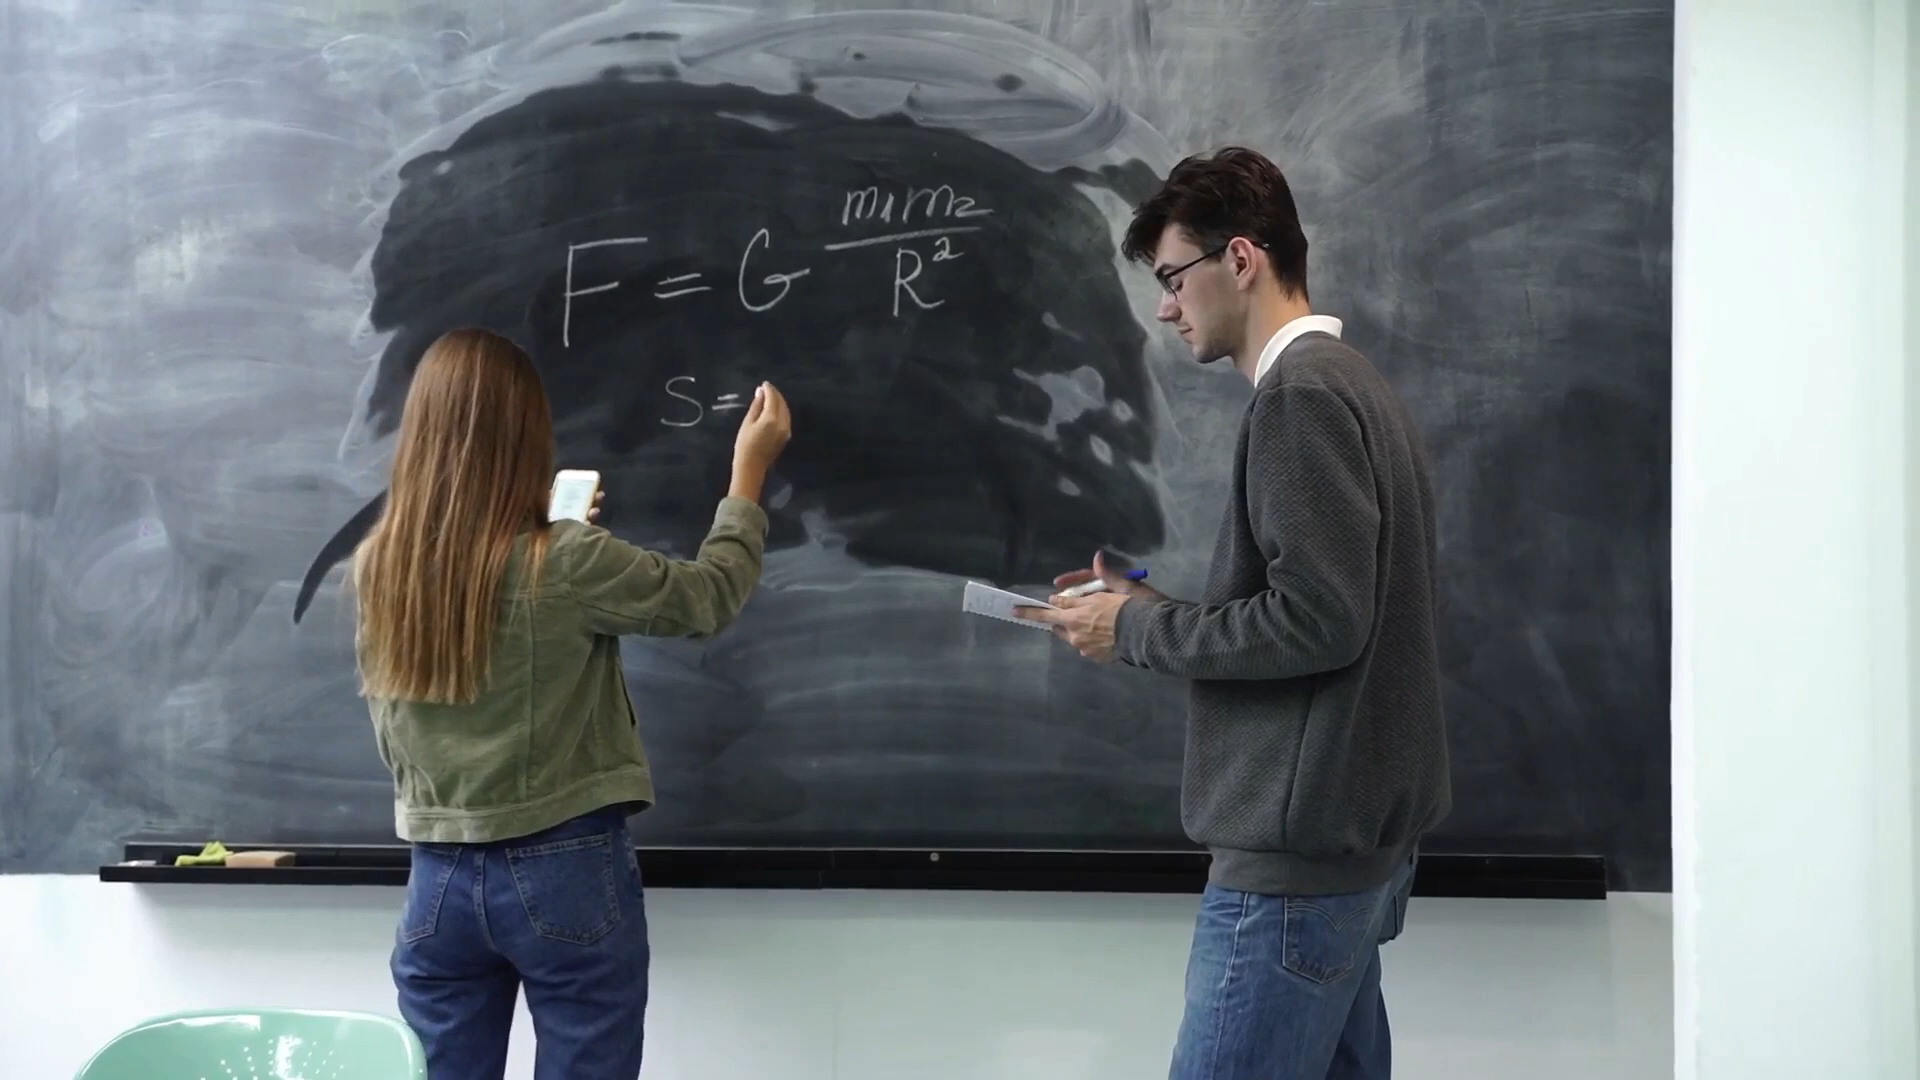 F = G m1m2/R²
S =